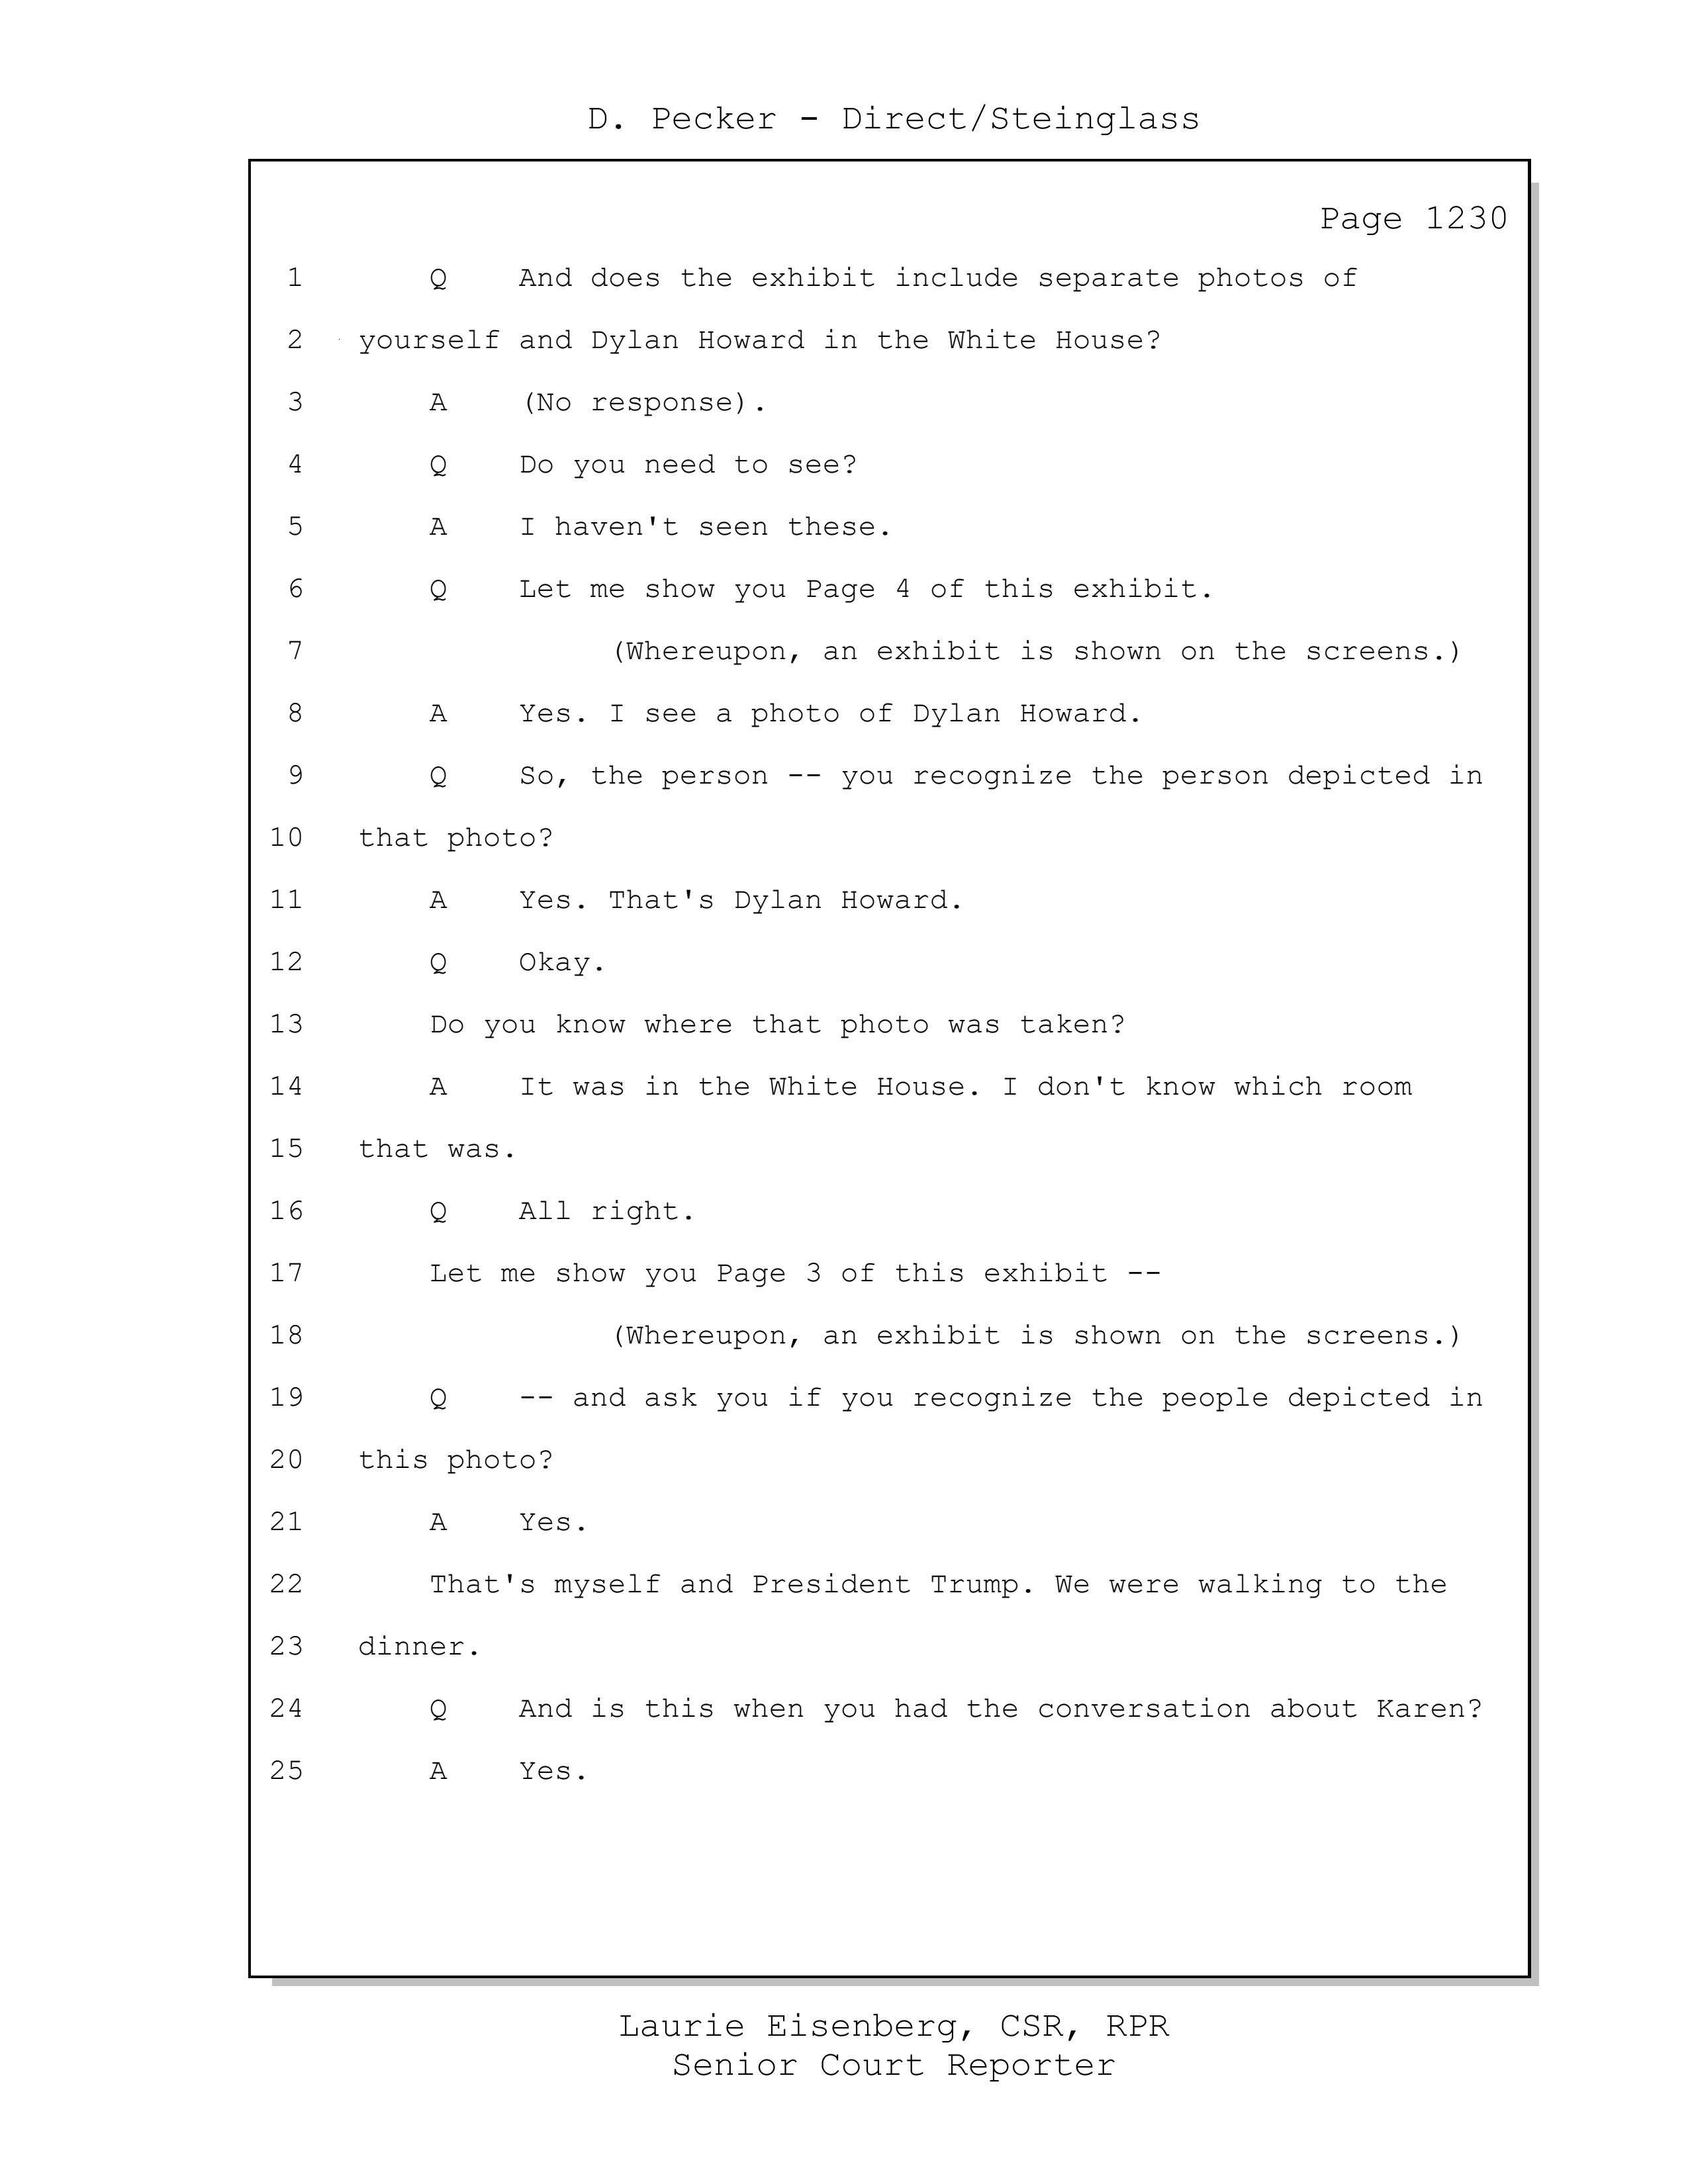 D. Pecker - Direct/Steinglass
Page 1230
1 Q And does the exhibit include separate photos of
2 yourself and Dylan Howard in the White House?
3 A (No response).
4 Q Do you need to see?
5 A I haven't seen these.
6 Q Let me show you Page 4 of this exhibit.
7 (Whereupon, an exhibit is shown on the screens.)
8 A Yes. I see a photo of Dylan Howard.
9 Q So, the person -- you recognize the person depicted in
10 that photo?
11 A Yes. That's Dylan Howard.
12 Q Okay.
13 Do you know where that photo was taken?
14 A It was in the White House. I don't know which room
15 that was.
16 Q All right.
17 Let me show you Page 3 of this exhibit --
18 (Whereupon, an exhibit is shown on the screens.)
19 Q -- and ask you if you recognize the people depicted in
20 this photo?
21 A Yes.
22 That's myself and President Trump. We were walking to the
23 dinner.
24 Q And is this when you had the conversation about Karen?
25 A Yes.
Laurie Eisenberg, CSR, RPR
Senior Court Reporter